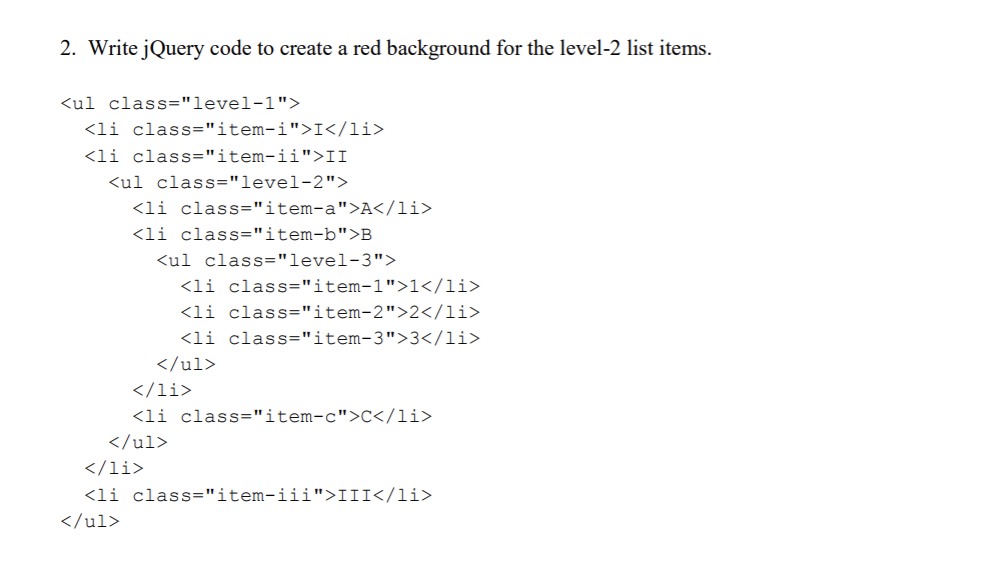 2. Write jQuery code to create a red background for the level-2 list items.
<ul class="level-1">
<li class="item-i">I</li>
<li class="item-ii">II
<ul class="level-2">
<li class="item-a">A</li>
<li class="item-b">B
<ul class="level-3">
<li class="item-1">1</li>
<li class="item-2">2</li>
<li class="item-3">3</li>
</ul>
</li>
<li class="item-c">C</li>
</ul>
</li>
<li class="item-iii">III</li>
</ul>